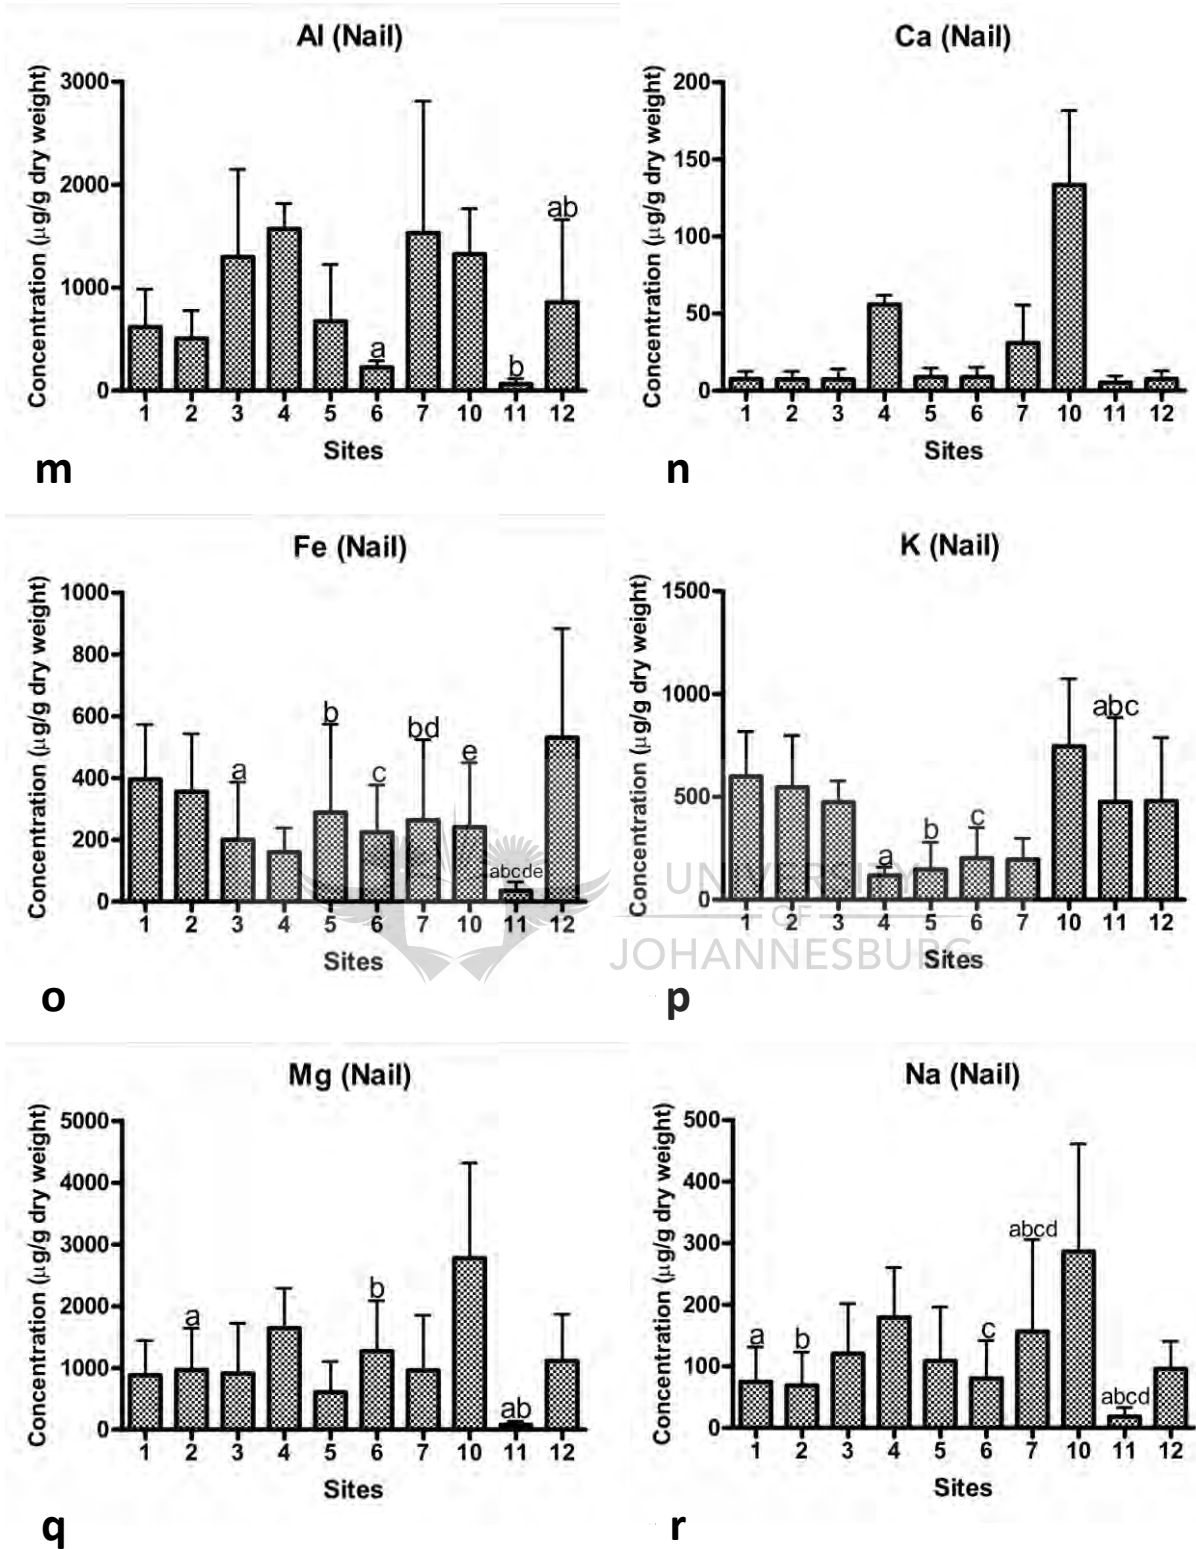 Al (Nail)
Concentration (µg/g dry weight)
3000
2000
1000
0
a
b
ab
1 2 3 4 5 6 7 10 11 12
Sites
m
Ca (Nail)
Concentration (µg/g dry weight)
200
150
100
50
0
1 2 3 4 5 6 7 10 11 12
Sites
n
Fe (Nail)
Concentration (µg/g dry weight)
1000
800
600
400
200
0
a
b
c
bd
e
abcde
1 2 3 4 5 6 7 10 11 12
Sites
o
K (Nail)
Concentration (µg/g dry weight)
1500
1000
500
0
a
b
c
abc
1 2 3 4 5 6 7 10 11 12
Sites
p
UNIVERSITY
OF
JOHANNESBURG
Mg (Nail)
Concentration (µg/g dry weight)
5000
4000
3000
2000
1000
0
a
b
ab
1 2 3 4 5 6 7 10 11 12
Sites
q
Na (Nail)
Concentration (µg/g dry weight)
500
400
300
200
100
0
a
b
c
abcd
abcd
1 2 3 4 5 6 7 10 11 12
Sites
r